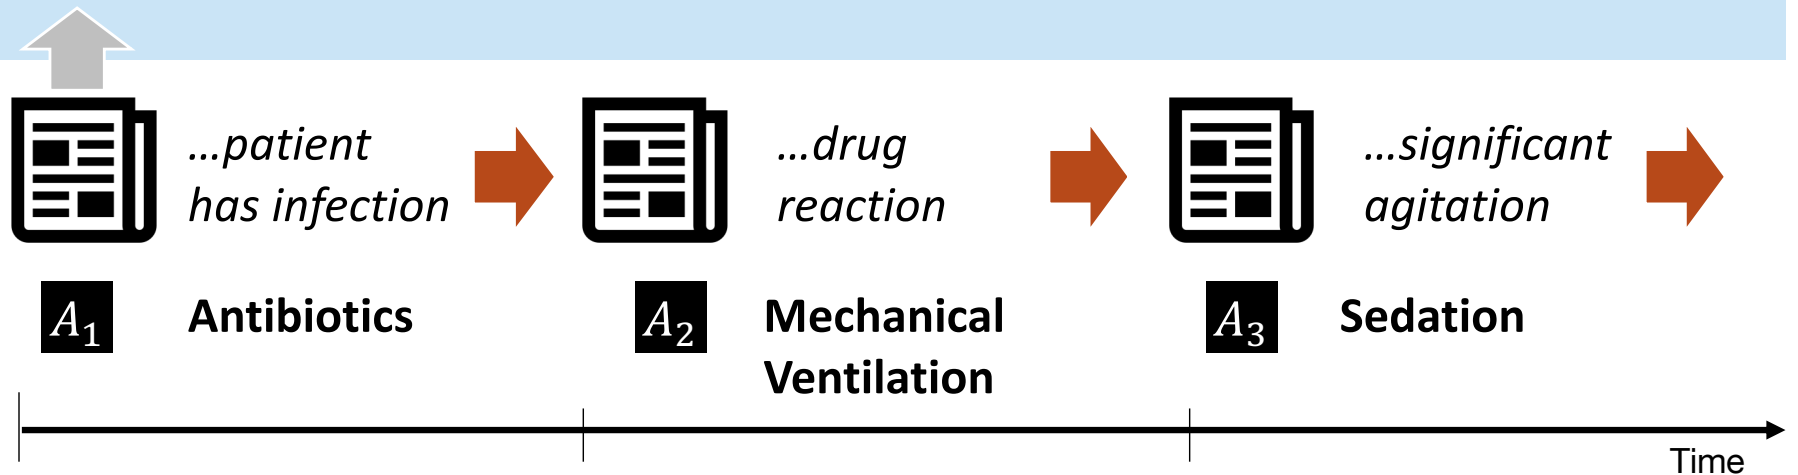 ...patient
has infection
...drug
reaction
...significant
agitation
A₁ Antibiotics
A₂ Mechanical
Ventilation
A₃ Sedation
Time